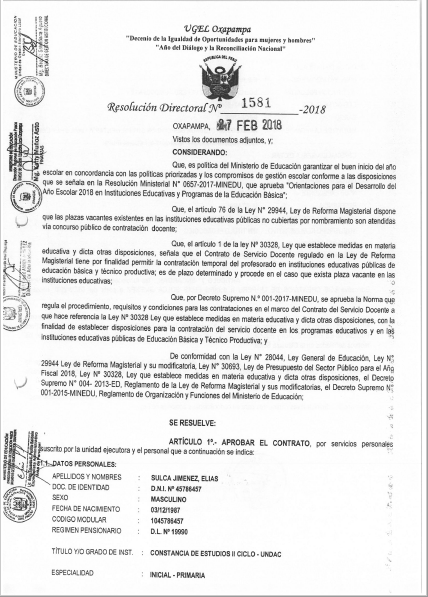 UGEL Oxapampa
"Decenio de la Igualdad de Oportunidades para mujeres y hombres"
"Año del Diálogo y la Reconciliación Nacional"
REPUBLICA DEL PERU
Resolución Directoral N° 1581 -2018
OXAPAMPA, 27 FEB 2018
Vistos los documentos adjuntos, y;
CONSIDERANDO:
Que, es política del Ministerio de Educación garantizar el buen inicio del año
escolar en concordancia con las políticas priorizadas y los compromisos de gestión escolar conforme a las disposiciones
que se señala en la Resolución Ministerial N° 0657-2017-MINEDU, que aprueba "Orientaciones para el Desarrollo del
Año Escolar 2018 en Instituciones Educativas y Programas de la Educación Básica";
Que, el artículo 76 de la Ley N° 29944, Ley de Reforma Magisterial dispone
que las plazas vacantes existentes en las instituciones educativas públicas no cubiertas por nombramiento son atendidas
vía concurso público de contratación docente;
Que, el artículo 1 de la ley N° 30328, Ley que establece medidas en materia
educativa y dicta otras disposiciones, señala que el Contrato de Servicio Docente regulado en la Ley de Reforma
Magisterial tiene por finalidad permitir la contratación temporal del profesorado en instituciones educativas públicas de
educación básica y técnico productiva; es de plazo determinado y procede en el caso que exista plaza vacante en las
instituciones educativas;
Que, por Decreto Supremo N.° 001-2017-MINEDU, se aprueba la Norma que
regula el procedimiento, requisitos y condiciones para las contrataciones en el marco del Contrato del Servicio Docente a
que hace referencia la Ley N° 30328 Ley que establece medidas en materia educativa y dicta otras disposiciones, con la
finalidad de establecer disposiciones para la contratación del servicio docente en los programas educativos y en las
instituciones educativas públicas de Educación Básica y Técnico Productiva; y
De conformidad con la Ley N° 28044, Ley General de Educación, Ley N°
29944 Ley de Reforma Magisterial y su modificatoria, Ley N° 30693, Ley de Presupuesto del Sector Público para el Año
Fiscal 2018, Ley N° 30328, Ley que establece medidas en materia educativa y dicta otras disposiciones, el Decreto
Supremo N° 004- 2013-ED, Reglamento de la Ley de Reforma Magisterial y sus modificatorias, el Decreto Supremo N°
001-2015-MINEDU, Reglamento de Organización y Funciones del Ministerio de Educación;
SE RESUELVE:
ARTÍCULO 1º.- APROBAR EL CONTRATO, por servicios personales
suscrito por la unidad ejecutora y el personal que a continuación se indica:
1.1. DATOS PERSONALES:
APELLIDOS Y NOMBRES : SULCA JIMENEZ, ELIAS
DOC. DE IDENTIDAD : D.N.I. Nº 45786457
SEXO : MASCULINO
FECHA DE NACIMIENTO : 03/12/1987
CODIGO MODULAR : 1045786457
REGIMEN PENSIONARIO : D.L. Nº 19990
TÍTULO Y/O GRADO DE INST. : CONSTANCIA DE ESTUDIOS II CICLO - UNDAC
ESPECIALIDAD : INICIAL - PRIMARIA